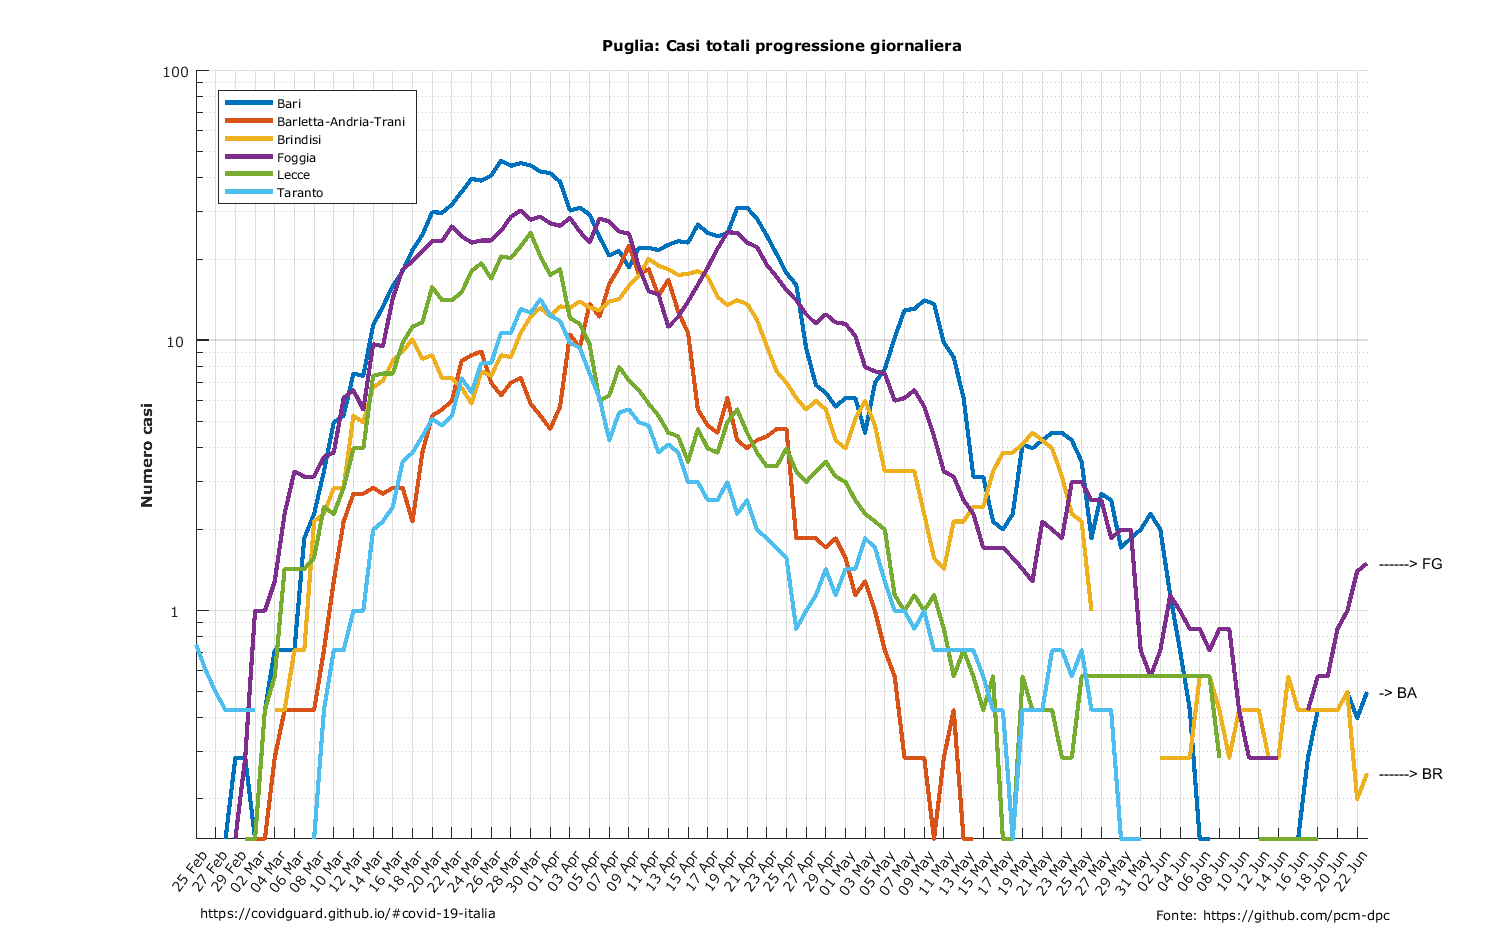 Puglia: Casi totali progressione giornaliera
100
10
1
Numero casi
Bari
Barletta-Andria-Trani
Brindisi
Foggia
Lecce
Taranto
------> FG
-> BA
------> BR
25 Feb
27 Feb
29 Feb
02 Mar
04 Mar
06 Mar
08 Mar
10 Mar
12 Mar
14 Mar
16 Mar
18 Mar
20 Mar
22 Mar
24 Mar
26 Mar
28 Mar
30 Mar
01 Apr
03 Apr
05 Apr
07 Apr
09 Apr
11 Apr
13 Apr
15 Apr
17 Apr
19 Apr
21 Apr
23 Apr
25 Apr
27 Apr
29 Apr
01 May
03 May
05 May
07 May
09 May
11 May
13 May
15 May
17 May
19 May
21 May
23 May
25 May
27 May
29 May
31 May
02 Jun
04 Jun
06 Jun
08 Jun
10 Jun
12 Jun
14 Jun
16 Jun
18 Jun
20 Jun
22 Jun
https://covidguard.github.io/#covid-19-italia
Fonte: https://github.com/pcm-dpc